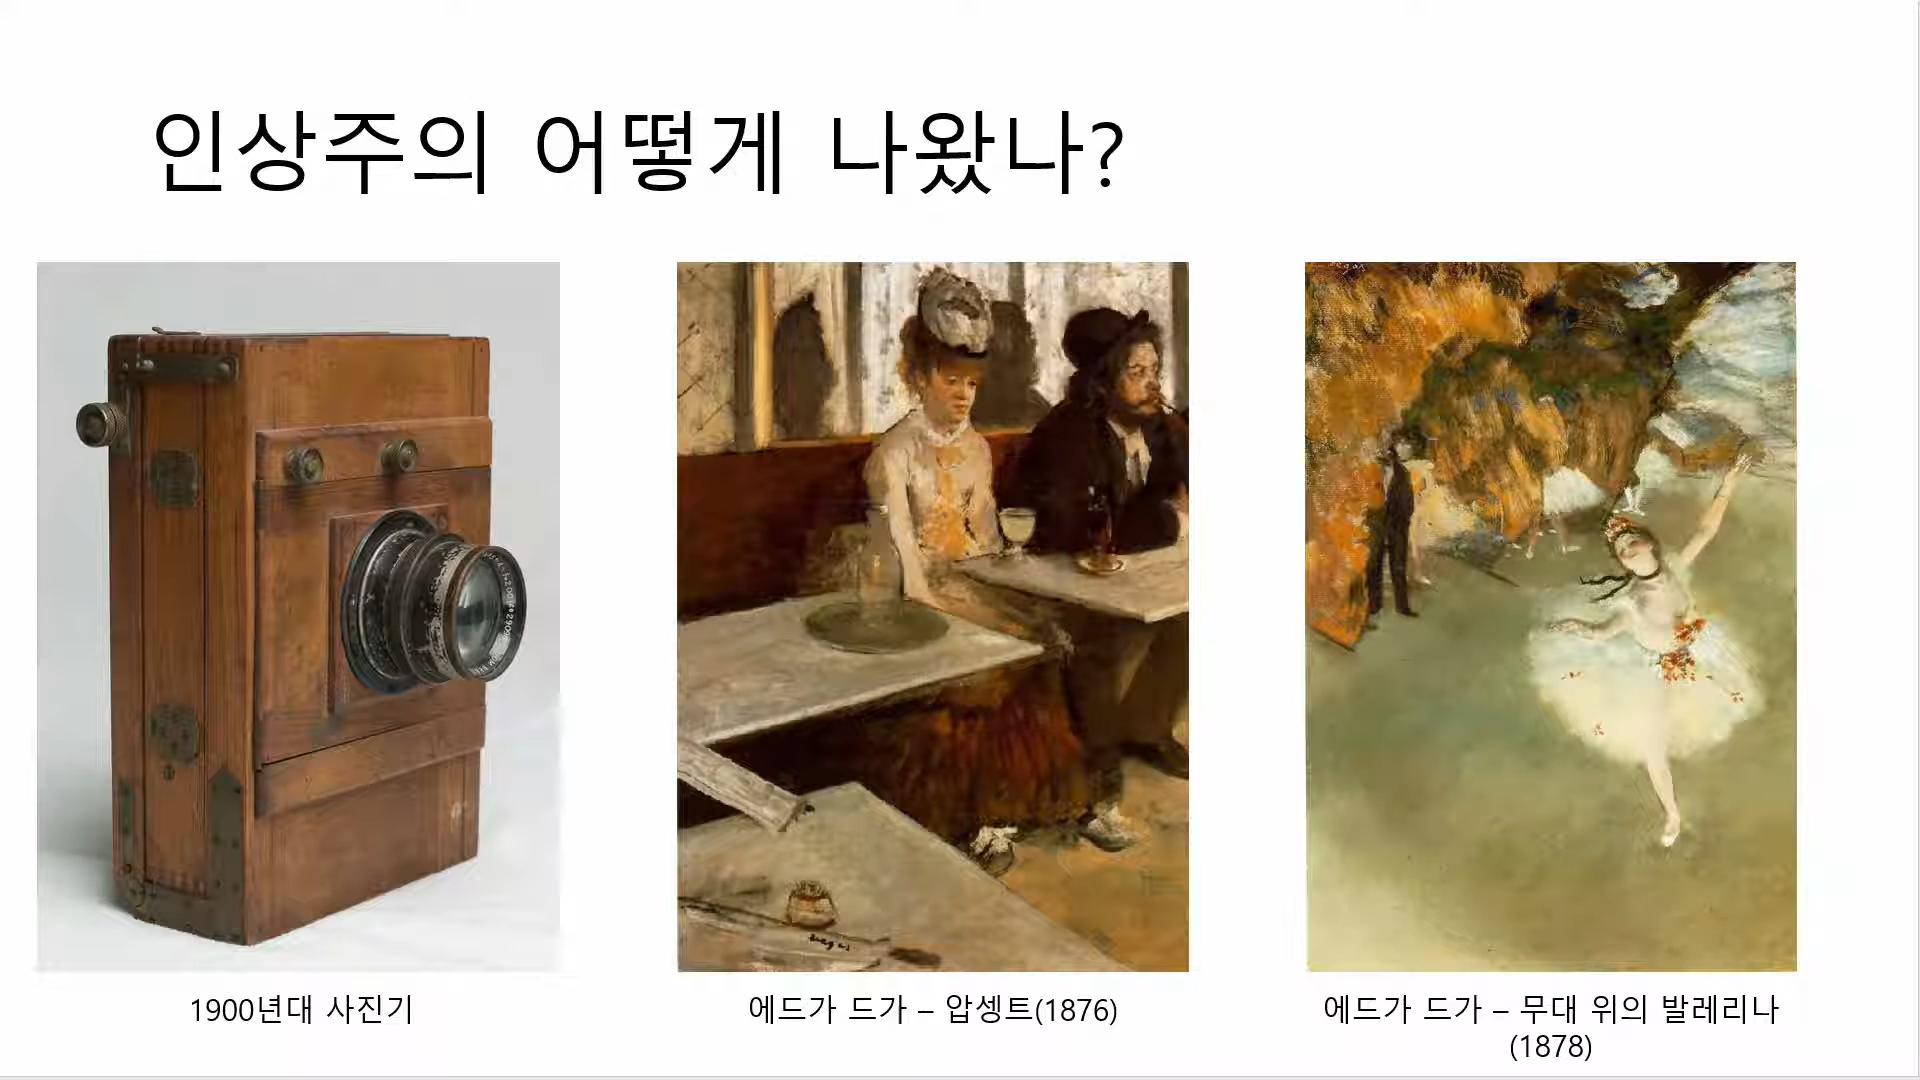 인상주의 어떻게 나왔나?
1900년대 사진기
에드가 드가 – 압셍트(1876)
에드가 드가 – 무대 위의 발레리나
(1878)